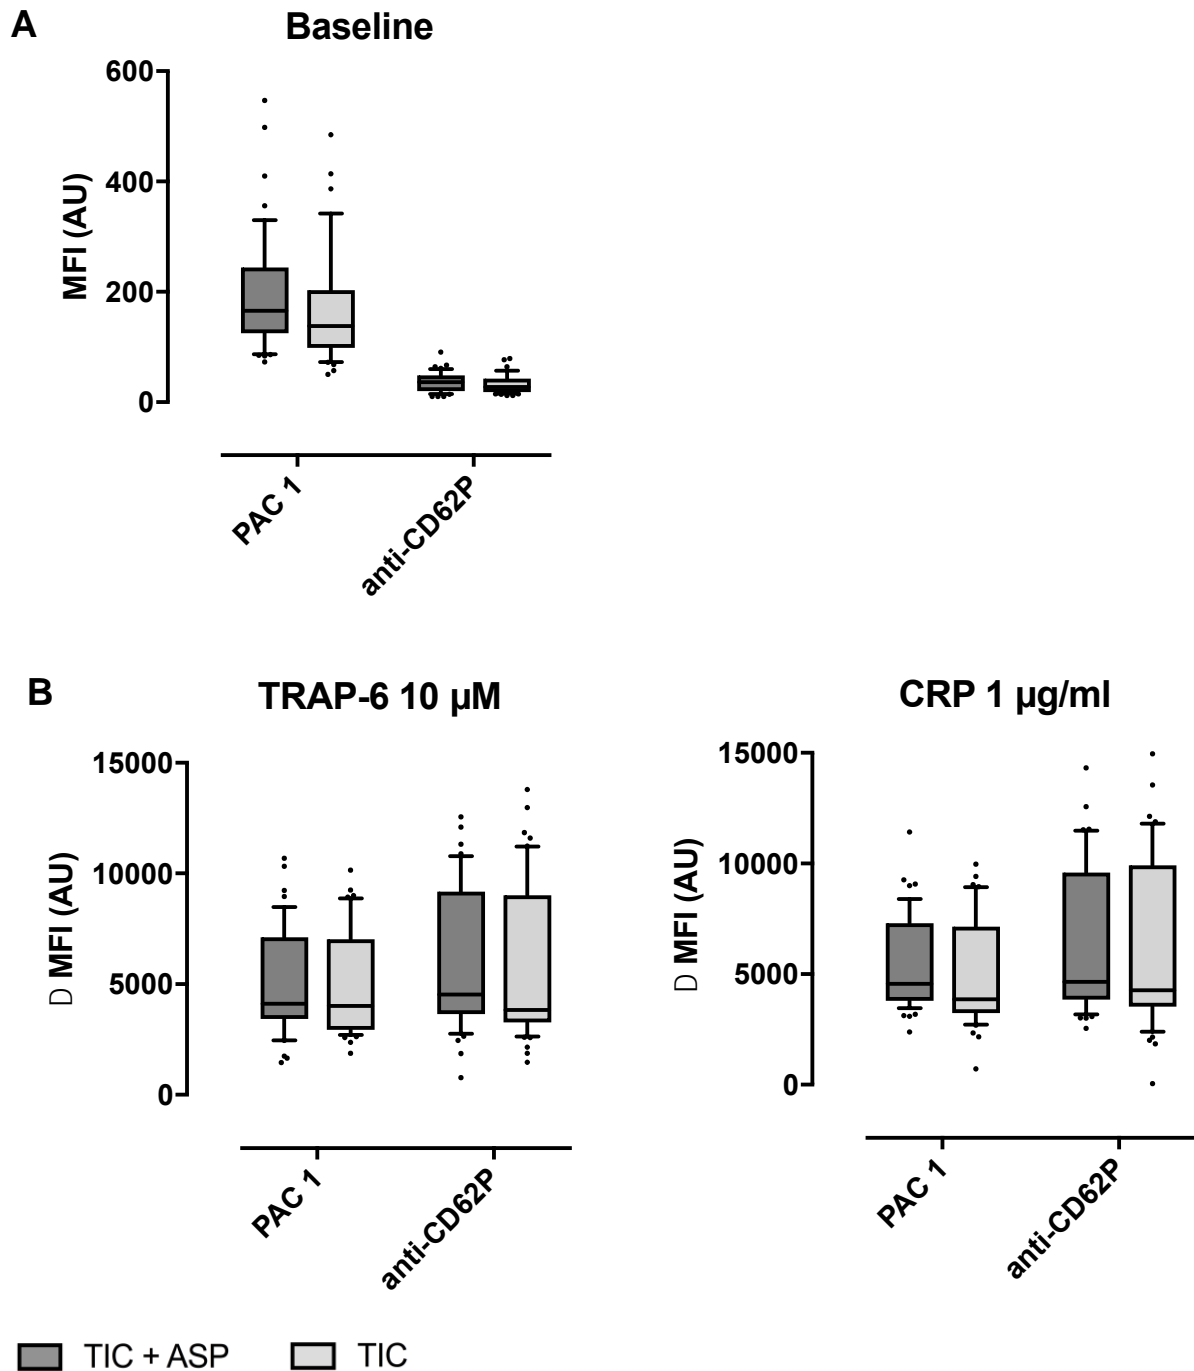 A
Baseline
MFI (AU)
600
400
200
0
PAC 1
anti-CD62P
B
TRAP-6 10 µM
D MFI (AU)
15000
10000
5000
0
PAC 1
anti-CD62P
CRP 1 µg/ml
D MFI (AU)
15000
10000
5000
0
PAC 1
anti-CD62P
TIC + ASP
TIC